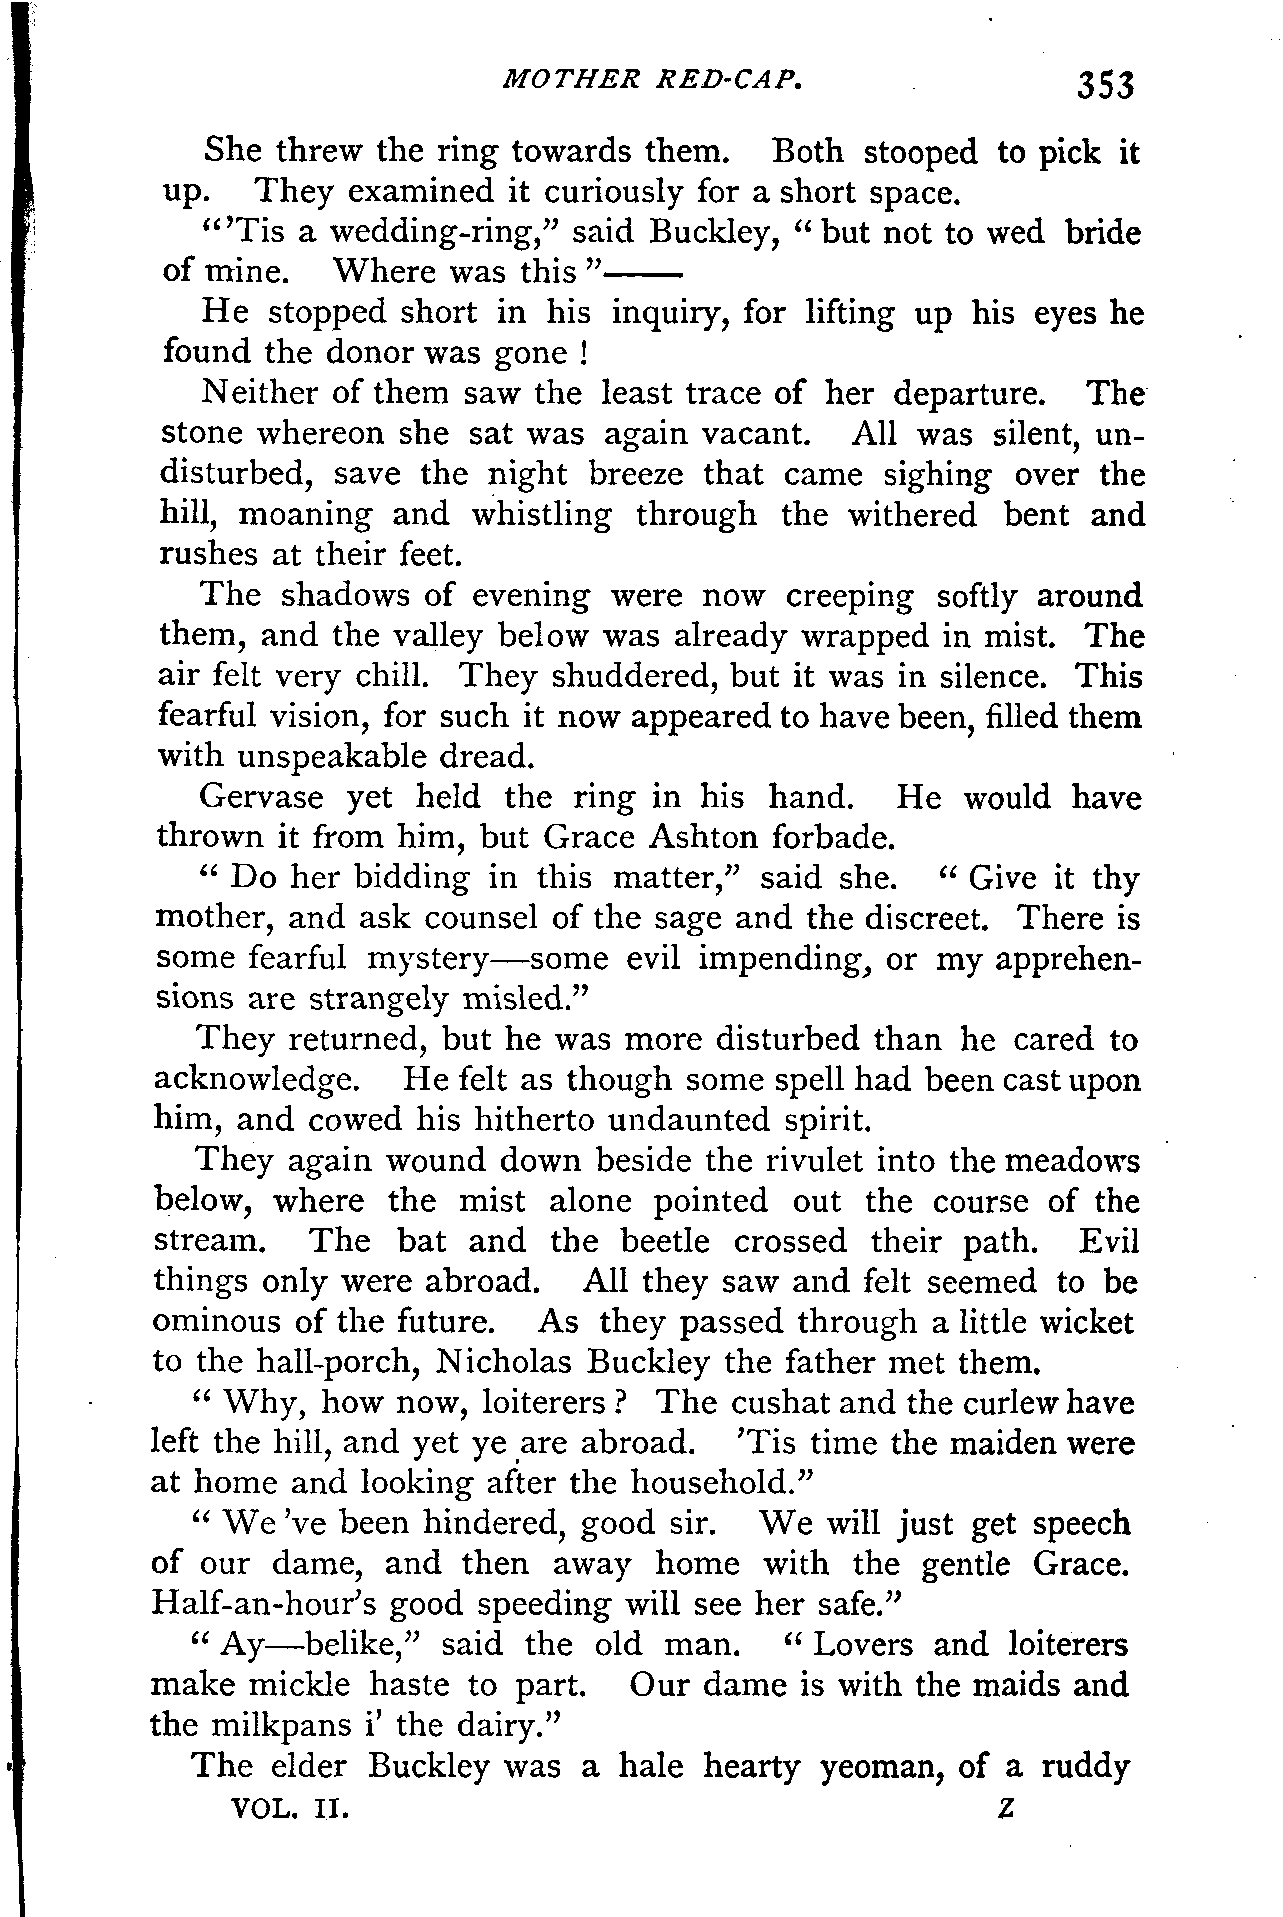 MOTHER RED-CAP. 353
She threw the ring towards them. Both stooped to pick it
up. They examined it curiously for a short space.
“’Tis a wedding-ring,” said Buckley, “ but not to wed bride
of mine. Where was this ”——
He stopped short in his inquiry, for lifting up his eyes he
found the donor was gone !
Neither of them saw the least trace of her departure. The
stone whereon she sat was again vacant. All was silent, un-
disturbed, save the night breeze that came sighing over the
hill, moaning and whistling through the withered bent and
rushes at their feet.
The shadows of evening were now creeping softly around
them, and the valley below was already wrapped in mist. The
air felt very chill. They shuddered, but it was in silence. This
fearful vision, for such it now appeared to have been, filled them
with unspeakable dread.
Gervase yet held the ring in his hand. He would have
thrown it from him, but Grace Ashton forbade.
“ Do her bidding in this matter,” said she. “ Give it thy
mother, and ask counsel of the sage and the discreet. There is
some fearful mystery—some evil impending, or my apprehen-
sions are strangely misled.”
They returned, but he was more disturbed than he cared to
acknowledge. He felt as though some spell had been cast upon
him, and cowed his hitherto undaunted spirit.
They again wound down beside the rivulet into the meadows
below, where the mist alone pointed out the course of the
stream. The bat and the beetle crossed their path. Evil
things only were abroad. All they saw and felt seemed to be
ominous of the future. As they passed through a little wicket
to the hall-porch, Nicholas Buckley the father met them.
“ Why, how now, loiterers ? The cushat and the curlew have
left the hill, and yet ye are abroad. ’Tis time the maiden were
at home and looking after the household.”
“ We ’ve been hindered, good sir. We will just get speech
of our dame, and then away home with the gentle Grace.
Half-an-hour’s good speeding will see her safe.”
“ Ay—belike,” said the old man. “ Lovers and loiterers
make mickle haste to part. Our dame is with the maids and
the milkpans i’ the dairy.”
The elder Buckley was a hale hearty yeoman, of a ruddy
VOL. II. Z